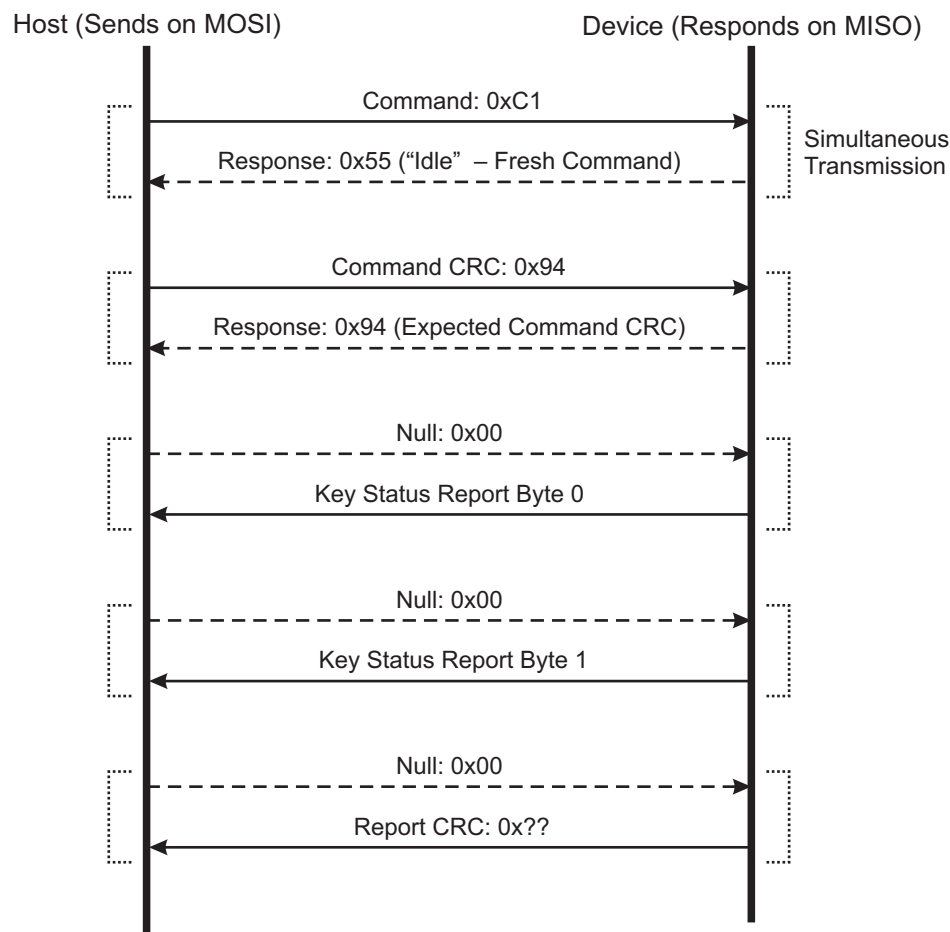 Host (Sends on MOSI)
Device (Responds on MISO)
Command: 0xC1
Response: 0x55 (“Idle” – Fresh Command)
Simultaneous
Transmission
Command CRC: 0x94
Response: 0x94 (Expected Command CRC)
Null: 0x00
Key Status Report Byte 0
Null: 0x00
Key Status Report Byte 1
Null: 0x00
Report CRC: 0x??